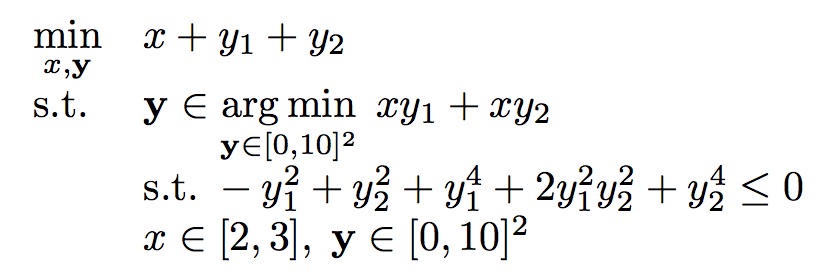 min x + y₁ + y₂
x,y
s.t. y ∈ arg min xy₁ + xy₂
y∈[0,10]²
s.t. − y₁² + y₂² + y₁⁴ + 2y₁²y₂² + y₂⁴ ≤ 0
x ∈ [2, 3], y ∈ [0, 10]²